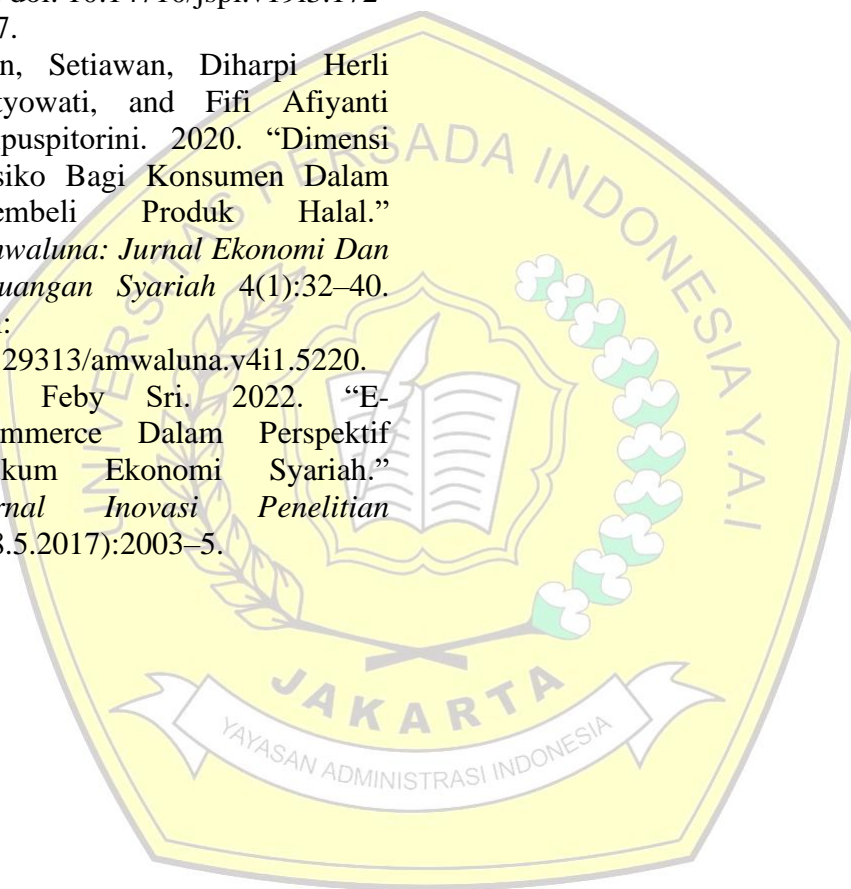 doi: 10.14710/jspi.v19i3.172-
7.
n, Setiawan, Diharpi Herli
tyowati, and Fifi Afiyanti
puspitorini. 2020. “Dimensi
siko Bagi Konsumen Dalam
embeli Produk Halal.”
nwaluna: Jurnal Ekonomi Dan
uangan Syariah 4(1):32–40.
:
29313/amwaluna.v4i1.5220.
Feby Sri. 2022. “E-
mmerce Dalam Perspektif
kum Ekonomi Syariah.”
rnal Inovasi Penelitian
8.5.2017):2003–5.
UNIVERSITAS PERSADA INDONESIA Y.A.I
JAKARTA
YAYASAN ADMINISTRASI INDONESIA